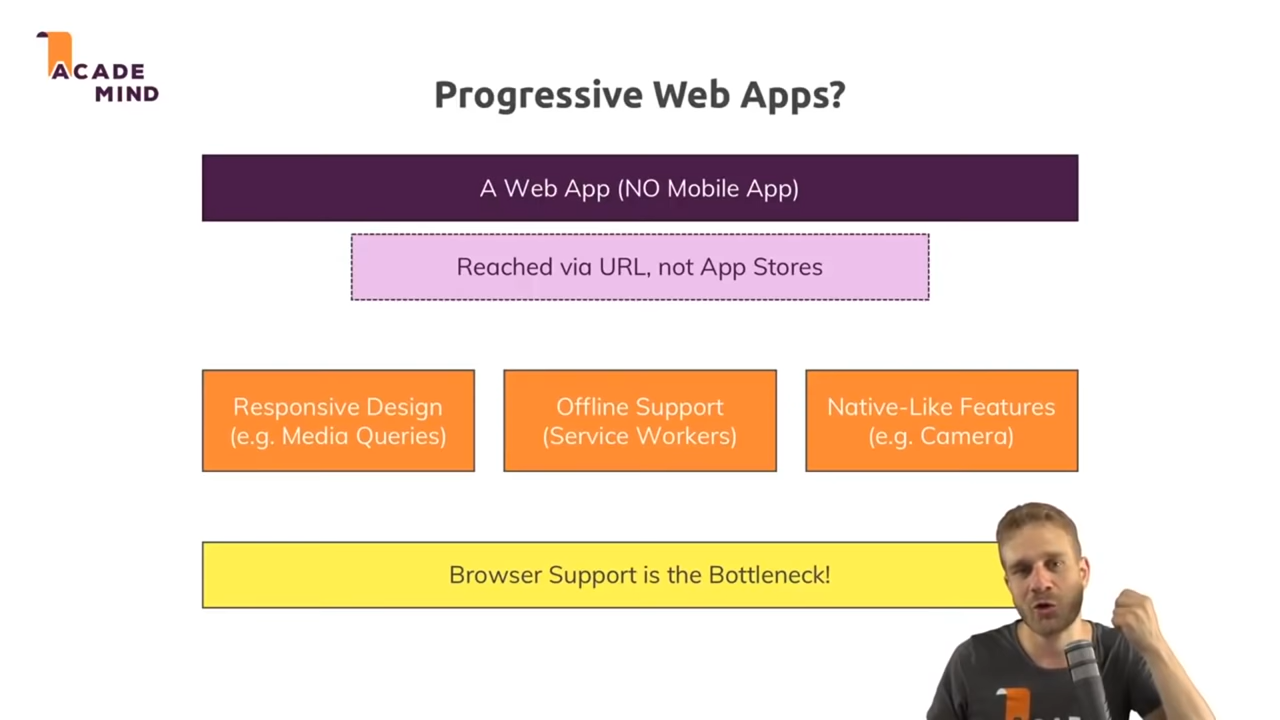 ACADE
MIND
Progressive Web Apps?
A Web App (NO Mobile App)
Reached via URL, not App Stores
Responsive Design
(e.g. Media Queries)
Offline Support
(Service Workers)
Native-Like Features
(e.g. Camera)
Browser Support is the Bottleneck!
ACAD